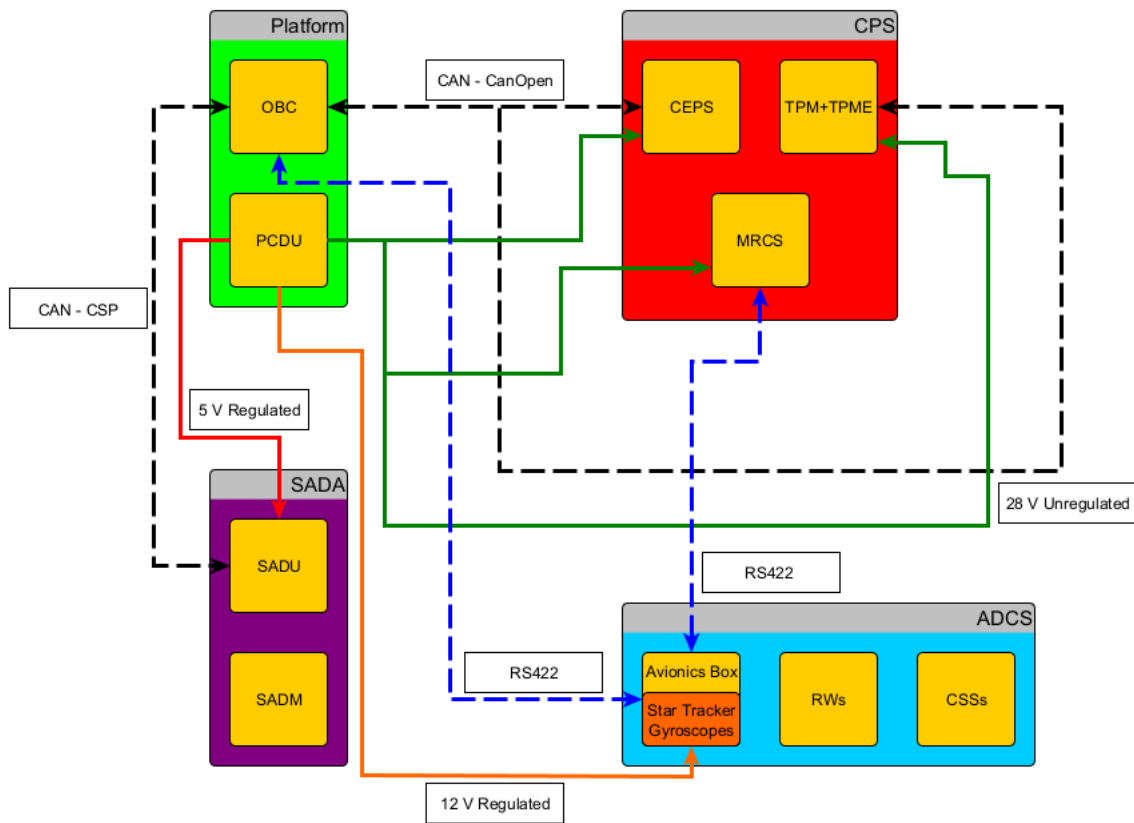 Platform
CPS
OBC
CAN - CanOpen
CEPS
TPM+TPME
PCDU
MRCS
CAN - CSP
5 V Regulated
SADA
28 V Unregulated
SADU
RS422
ADCS
RS422
Avionics Box
Star Tracker
Gyroscopes
RWs
CSSs
SADM
12 V Regulated